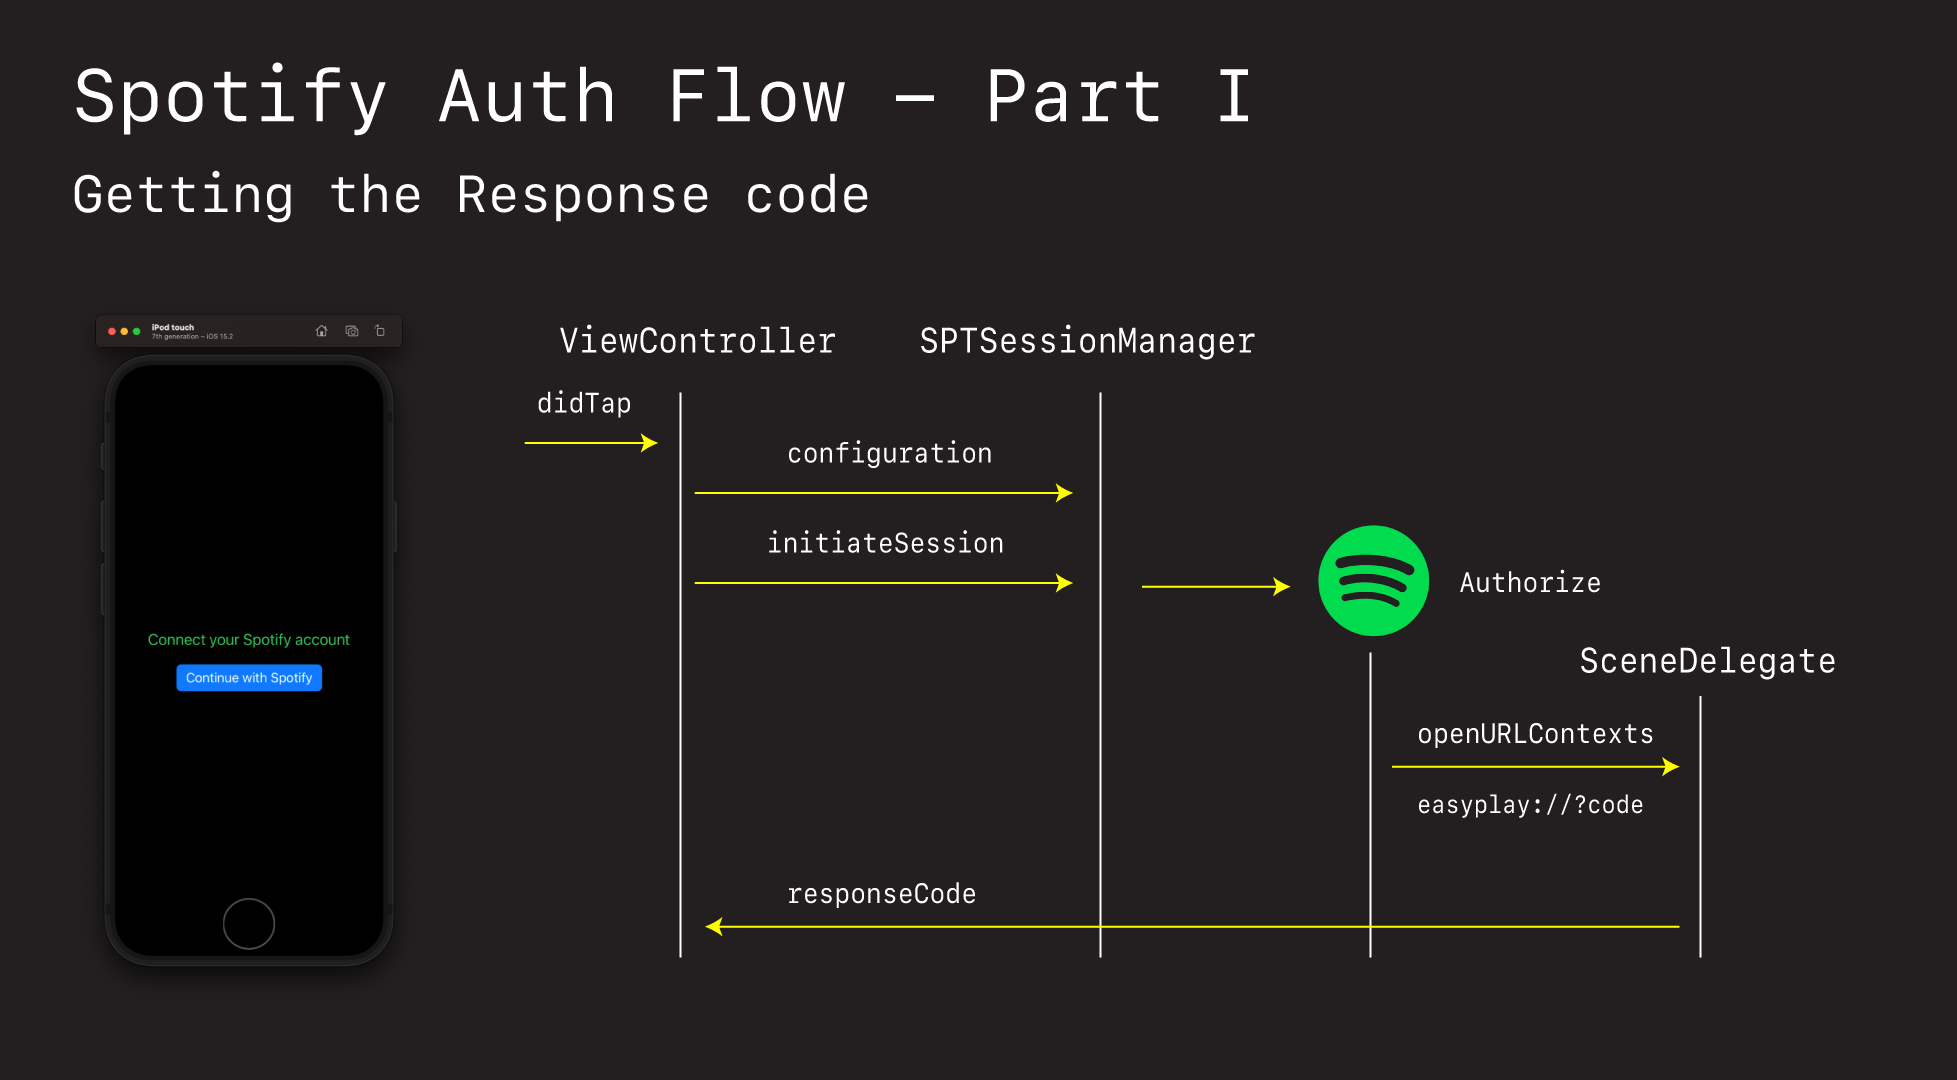 Spotify Auth Flow — Part I
Getting the Response code
iPod touch
7th generation – iOS 15.2
Connect your Spotify account
Continue with Spotify
ViewController
SPTSessionManager
didTap
configuration
initiateSession
Authorize
SceneDelegate
openURLContexts
easyplay://?code
responseCode